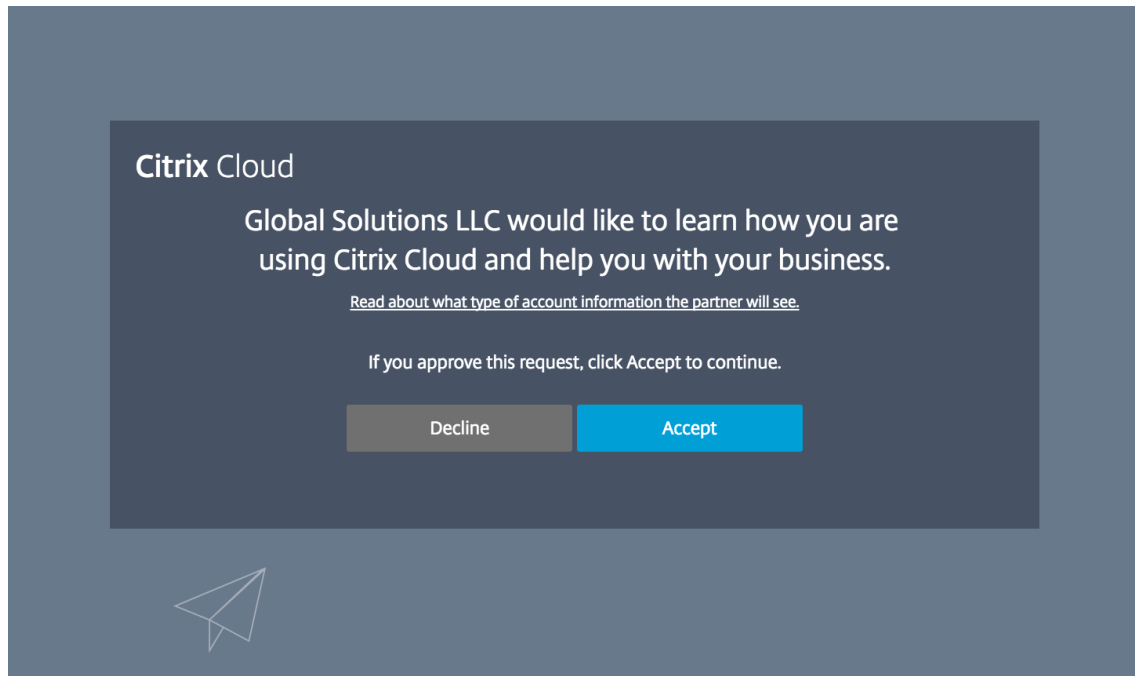 Citrix Cloud
Global Solutions LLC would like to learn how you are
using Citrix Cloud and help you with your business.
Read about what type of account information the partner will see.
If you approve this request, click Accept to continue.
Decline
Accept